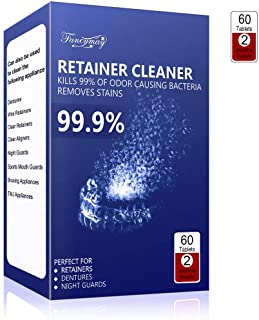 Fancymay
RETAINER CLEANER
KILLS 99% OF ODOR CAUSING BACTERIA
REMOVES STAINS
99.9%
60
Tablets
2
PERFECT FOR
RETAINERS
DENTURES
NIGHT GUARDS
Can also be used
to clean the
following appliance
Dentures
Wire Retainers
Clear Retainers
Clear Aligners
Night Guards
Sports Mouth Guards
Snoring Appliances
TMJ Appliances
60
Tablets
2